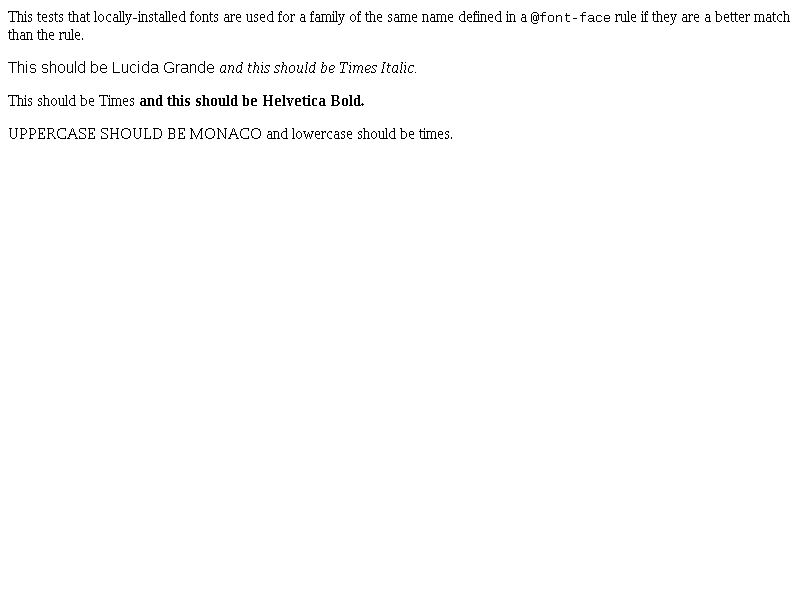 This tests that locally-installed fonts are used for a family of the same name defined in a @font-face rule if they are a better match
than the rule.
This should be Lucida Grande and this should be Times Italic.
This should be Times and this should be Helvetica Bold.
UPPERCASE SHOULD BE MONACO and lowercase should be times.